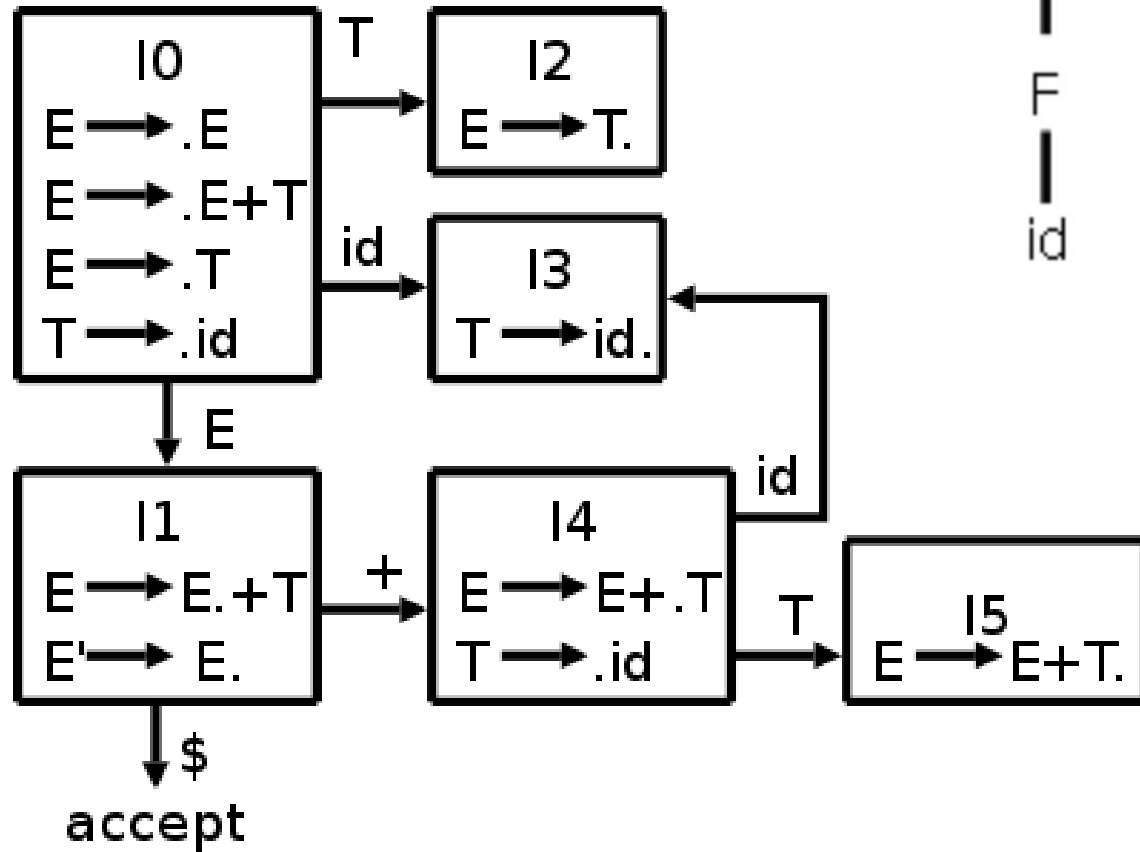 I0
E → .E
E → .E+T
E → .T
T → .id
T
I2
E → T.
id
I3
T → id.
E
I1
E → E.+T
E' → E.
+
I4
E → E+.T
T → .id
id
T
I5
E → E+T.
$
accept
F
id